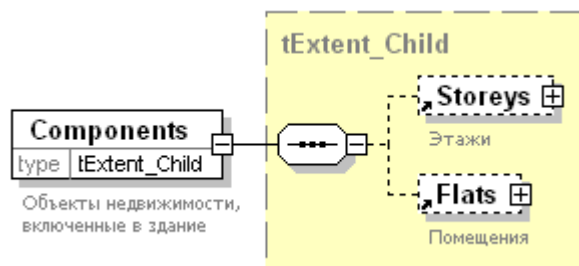 tExtent_Child
Storeys
Этажи
Components
type tExtent_Child
Объекты недвижимости,
включенные в здание
Flats
Помещения